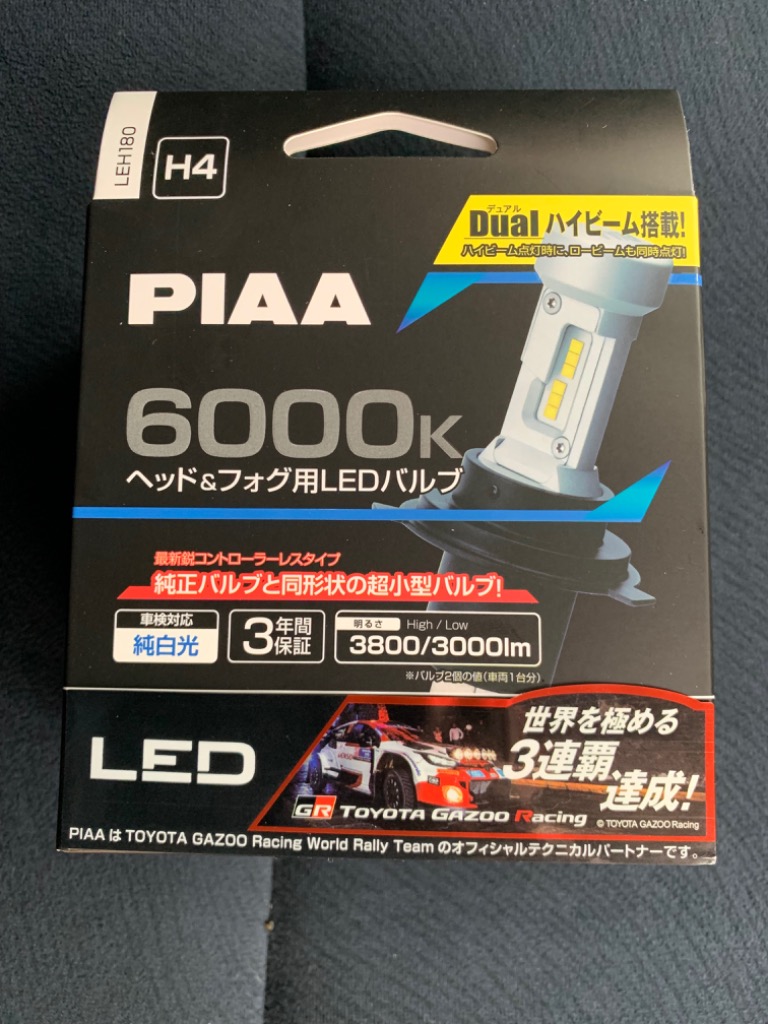 LEH180
H4
デュアル
Dual ハイビーム搭載!
ハイビーム点灯時に、ロービームも同時点灯!
PIAA
6000K
ヘッド&フォグ用LEDバルブ
最新鋭コントローラーレスタイプ
純正バルブと同形状の超小型バルブ!
車検対応
純白光
3年間保証
明るさ High / Low
3800/3000lm
※バルブ2個の値(車両1台分)
LED
世界を極める
3連覇、達成!
GR TOYOTA GAZOO Racing
© TOYOTA GAZOO Racing
PIAA は TOYOTA GAZOO Racing World Rally Team のオフィシャルテクニカルパートナーです。